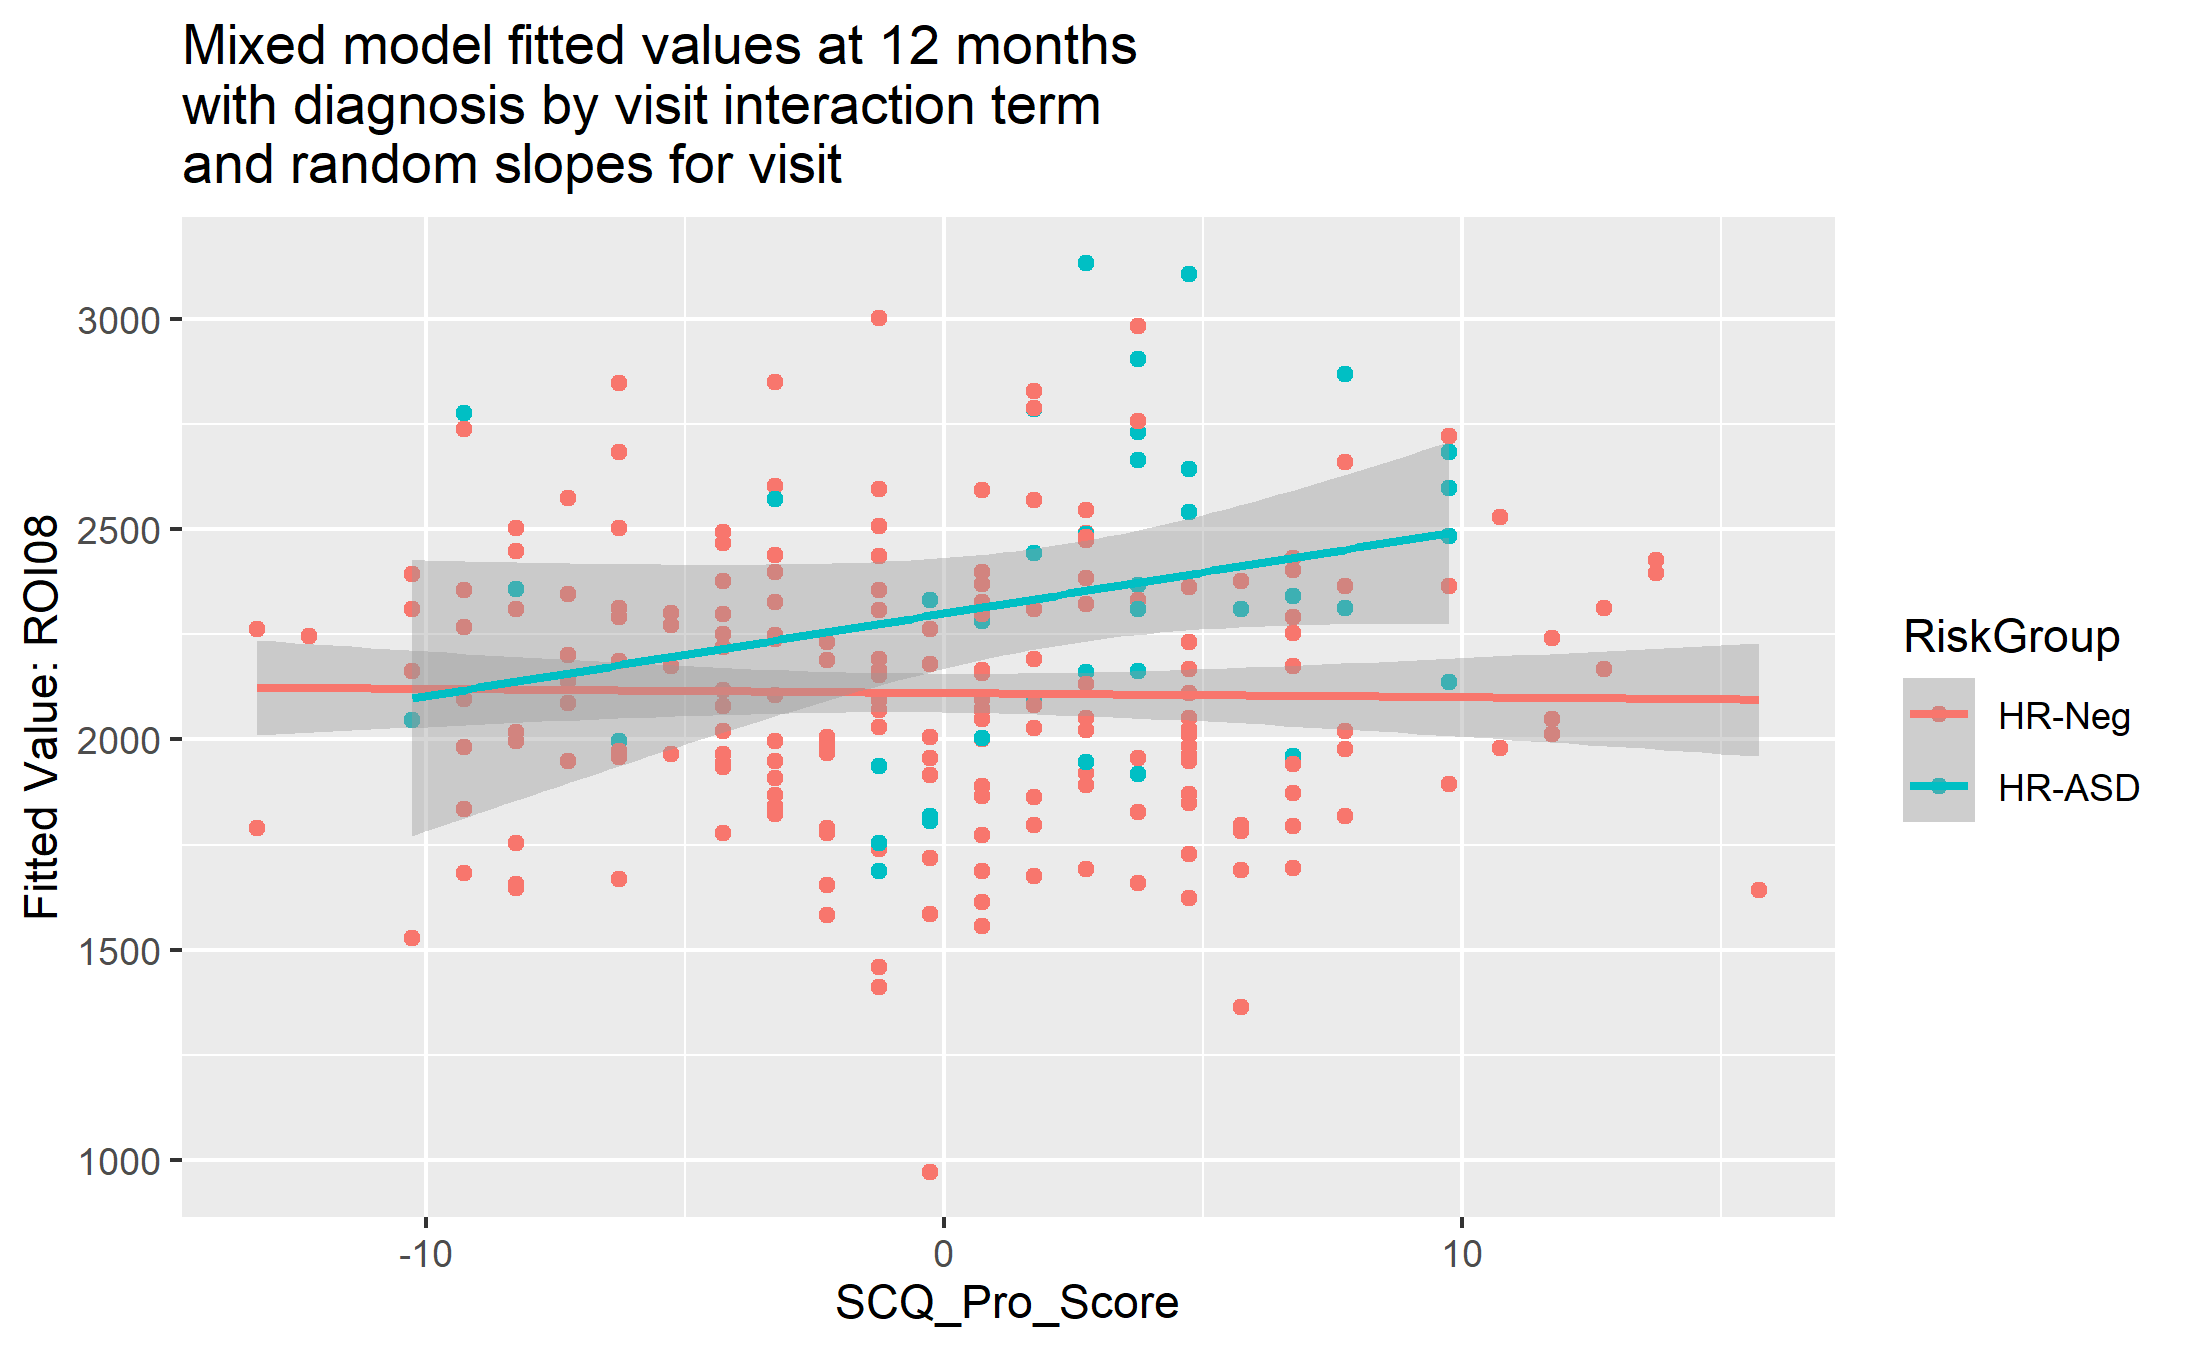 Mixed model fitted values at 12 months
with diagnosis by visit interaction term
and random slopes for visit
Fitted Value: ROI08
3000
2500
2000
1500
1000
-10
0
10
SCQ_Pro_Score
RiskGroup
HR-Neg
HR-ASD